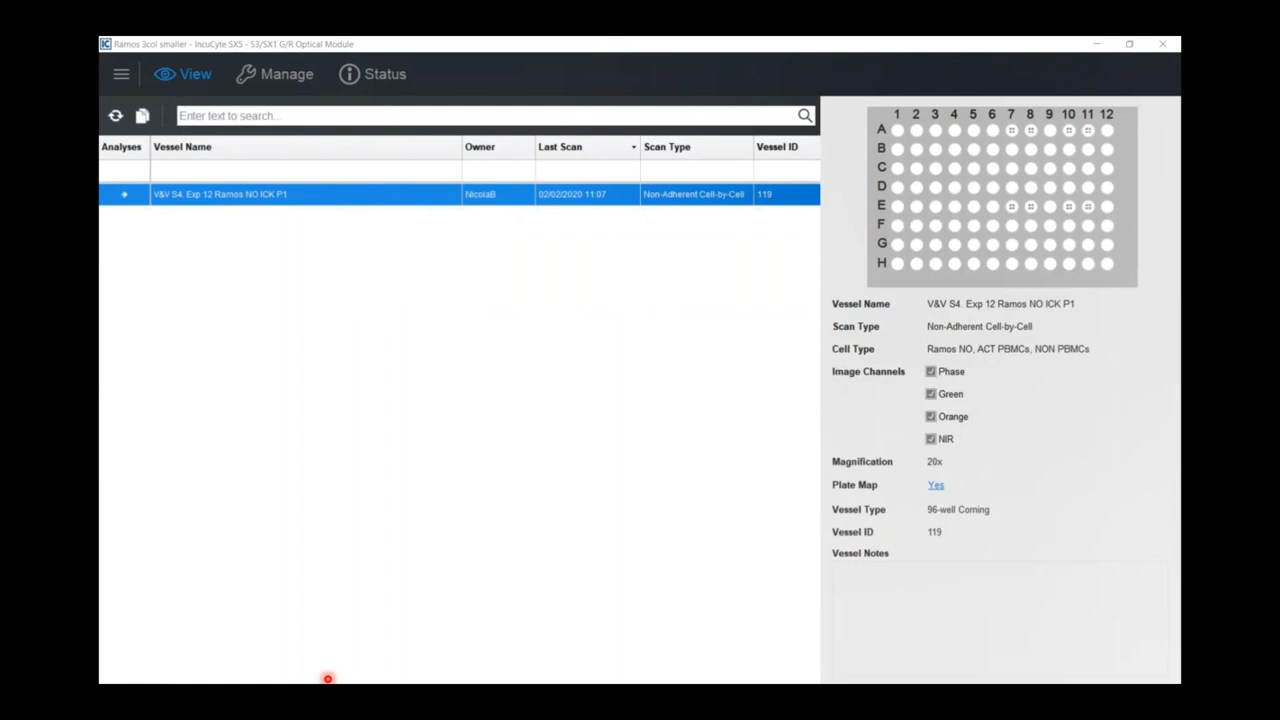 Ramos 3col smaller - IncuCyte SX5 - S3/SX1 G/R Optical Module
View Manage Status
Enter text to search...
Analyses Vessel Name Owner Last Scan Scan Type Vessel ID
V&V S4. Exp 12 Ramos NO ICK P1 NicolaB 02/02/2020 11:07 Non-Adherent Cell-by-Cell 119
1 2 3 4 5 6 7 8 9 10 11 12
A
B
C
D
E
F
G
H
Vessel Name V&V S4. Exp 12 Ramos NO ICK P1
Scan Type Non-Adherent Cell-by-Cell
Cell Type Ramos NO, ACT PBMCs, NON PBMCs
Image Channels Phase
Green
Orange
NIR
Magnification 20x
Plate Map Yes
Vessel Type 96-well Corning
Vessel ID 119
Vessel Notes